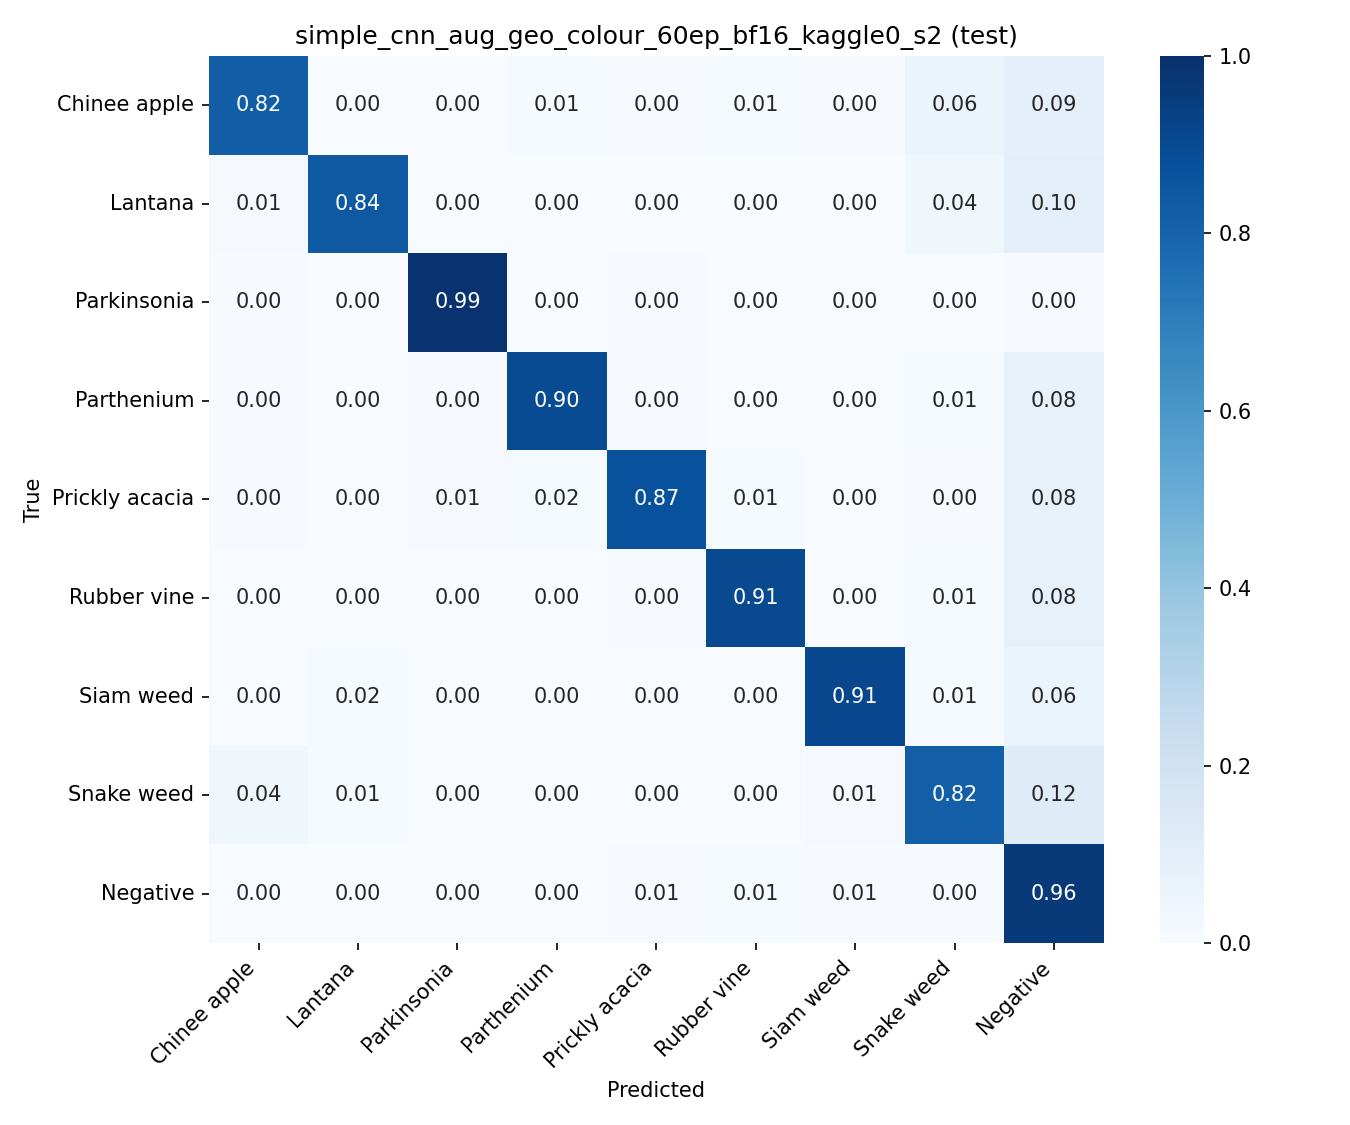 simple_cnn_aug_geo_colour_60ep_bf16_kaggle0_s2 (test)
Chinee apple 0.82 0.00 0.00 0.01 0.00 0.01 0.00 0.06 0.09
Lantana 0.01 0.84 0.00 0.00 0.00 0.00 0.00 0.04 0.10
Parkinsonia 0.00 0.00 0.99 0.00 0.00 0.00 0.00 0.00 0.00
Parthenium 0.00 0.00 0.00 0.90 0.00 0.00 0.00 0.01 0.08
Prickly acacia 0.00 0.00 0.01 0.02 0.87 0.01 0.00 0.00 0.08
Rubber vine 0.00 0.00 0.00 0.00 0.00 0.91 0.00 0.01 0.08
Siam weed 0.00 0.02 0.00 0.00 0.00 0.00 0.91 0.01 0.06
Snake weed 0.04 0.01 0.00 0.00 0.00 0.00 0.01 0.82 0.12
Negative 0.00 0.00 0.00 0.00 0.01 0.01 0.01 0.00 0.96
True
Chinee apple
Lantana
Parkinsonia
Parthenium
Prickly acacia
Rubber vine
Siam weed
Snake weed
Negative
Predicted
1.0
0.8
0.6
0.4
0.2
0.0